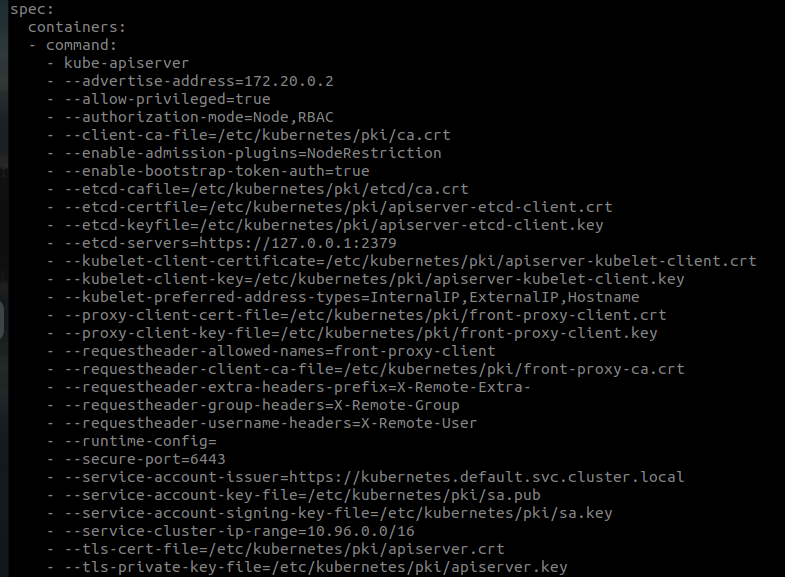 spec:
  containers:
  - command:
    - kube-apiserver
    - --advertise-address=172.20.0.2
    - --allow-privileged=true
    - --authorization-mode=Node,RBAC
    - --client-ca-file=/etc/kubernetes/pki/ca.crt
    - --enable-admission-plugins=NodeRestriction
    - --enable-bootstrap-token-auth=true
    - --etcd-cafile=/etc/kubernetes/pki/etcd/ca.crt
    - --etcd-certfile=/etc/kubernetes/pki/apiserver-etcd-client.crt
    - --etcd-keyfile=/etc/kubernetes/pki/apiserver-etcd-client.key
    - --etcd-servers=https://127.0.0.1:2379
    - --kubelet-client-certificate=/etc/kubernetes/pki/apiserver-kubelet-client.crt
    - --kubelet-client-key=/etc/kubernetes/pki/apiserver-kubelet-client.key
    - --kubelet-preferred-address-types=InternalIP,ExternalIP,Hostname
    - --proxy-client-cert-file=/etc/kubernetes/pki/front-proxy-client.crt
    - --proxy-client-key-file=/etc/kubernetes/pki/front-proxy-client.key
    - --requestheader-allowed-names=front-proxy-client
    - --requestheader-client-ca-file=/etc/kubernetes/pki/front-proxy-ca.crt
    - --requestheader-extra-headers-prefix=X-Remote-Extra-
    - --requestheader-group-headers=X-Remote-Group
    - --requestheader-username-headers=X-Remote-User
    - --runtime-config=
    - --secure-port=6443
    - --service-account-issuer=https://kubernetes.default.svc.cluster.local
    - --service-account-key-file=/etc/kubernetes/pki/sa.pub
    - --service-account-signing-key-file=/etc/kubernetes/pki/sa.key
    - --service-cluster-ip-range=10.96.0.0/16
    - --tls-cert-file=/etc/kubernetes/pki/apiserver.crt
    - --tls-private-key-file=/etc/kubernetes/pki/apiserver.key